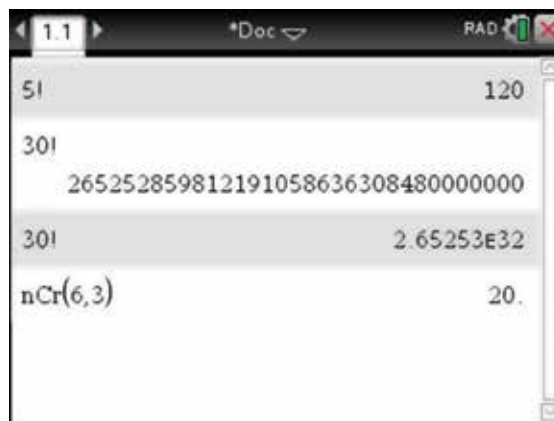 1.1 *Doc RAD
5! 120
30!
265252859812191058636308480000000
30! 2.65253E32
nCr(6,3) 20.